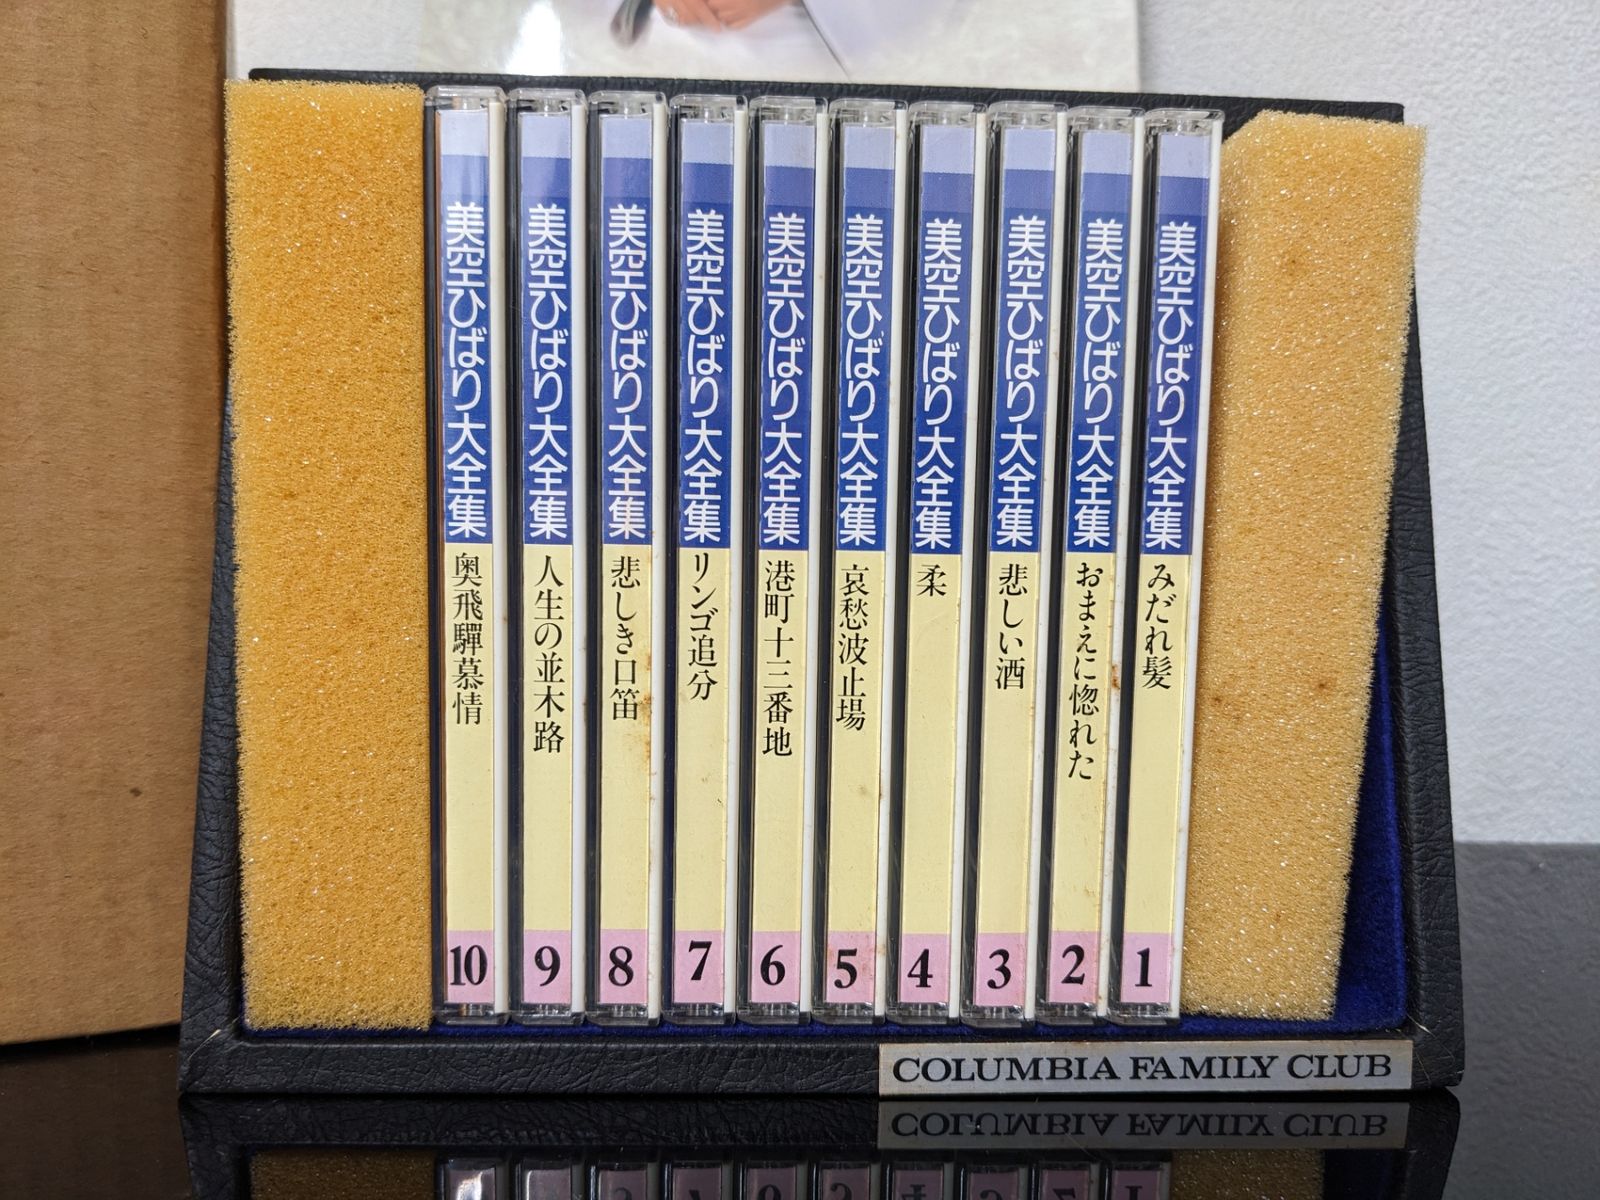 美空ひばり大全集 みだれ髪 1
美空ひばり大全集 おまえに惚れた 2
美空ひばり大全集 悲しい酒 3
美空ひばり大全集 柔 4
美空ひばり大全集 哀愁波止場 5
美空ひばり大全集 港町十三番地 6
美空ひばり大全集 リンゴ追分 7
美空ひばり大全集 悲しき口笛 8
美空ひばり大全集 人生の並木路 9
美空ひばり大全集 奥飛驒慕情 10
COLUMBIA FAMILY CLUB